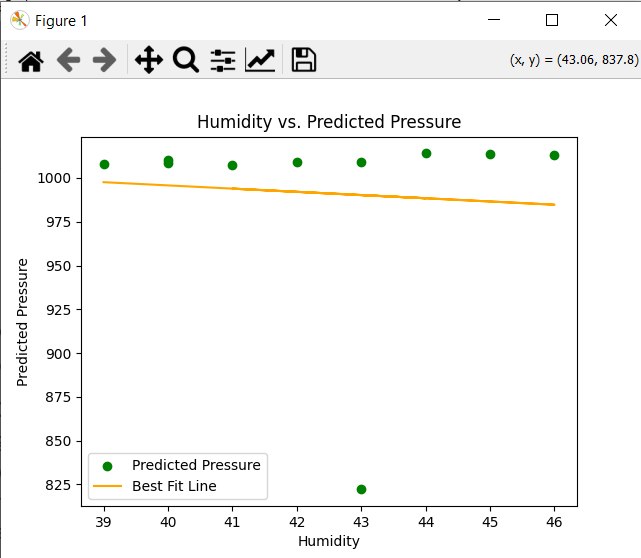 Figure 1
(x, y) = (43.06, 837.8)
Humidity vs. Predicted Pressure
1000
975
950
925
900
875
850
825
Predicted Pressure
Predicted Pressure
Best Fit Line
39 40 41 42 43 44 45 46
Humidity